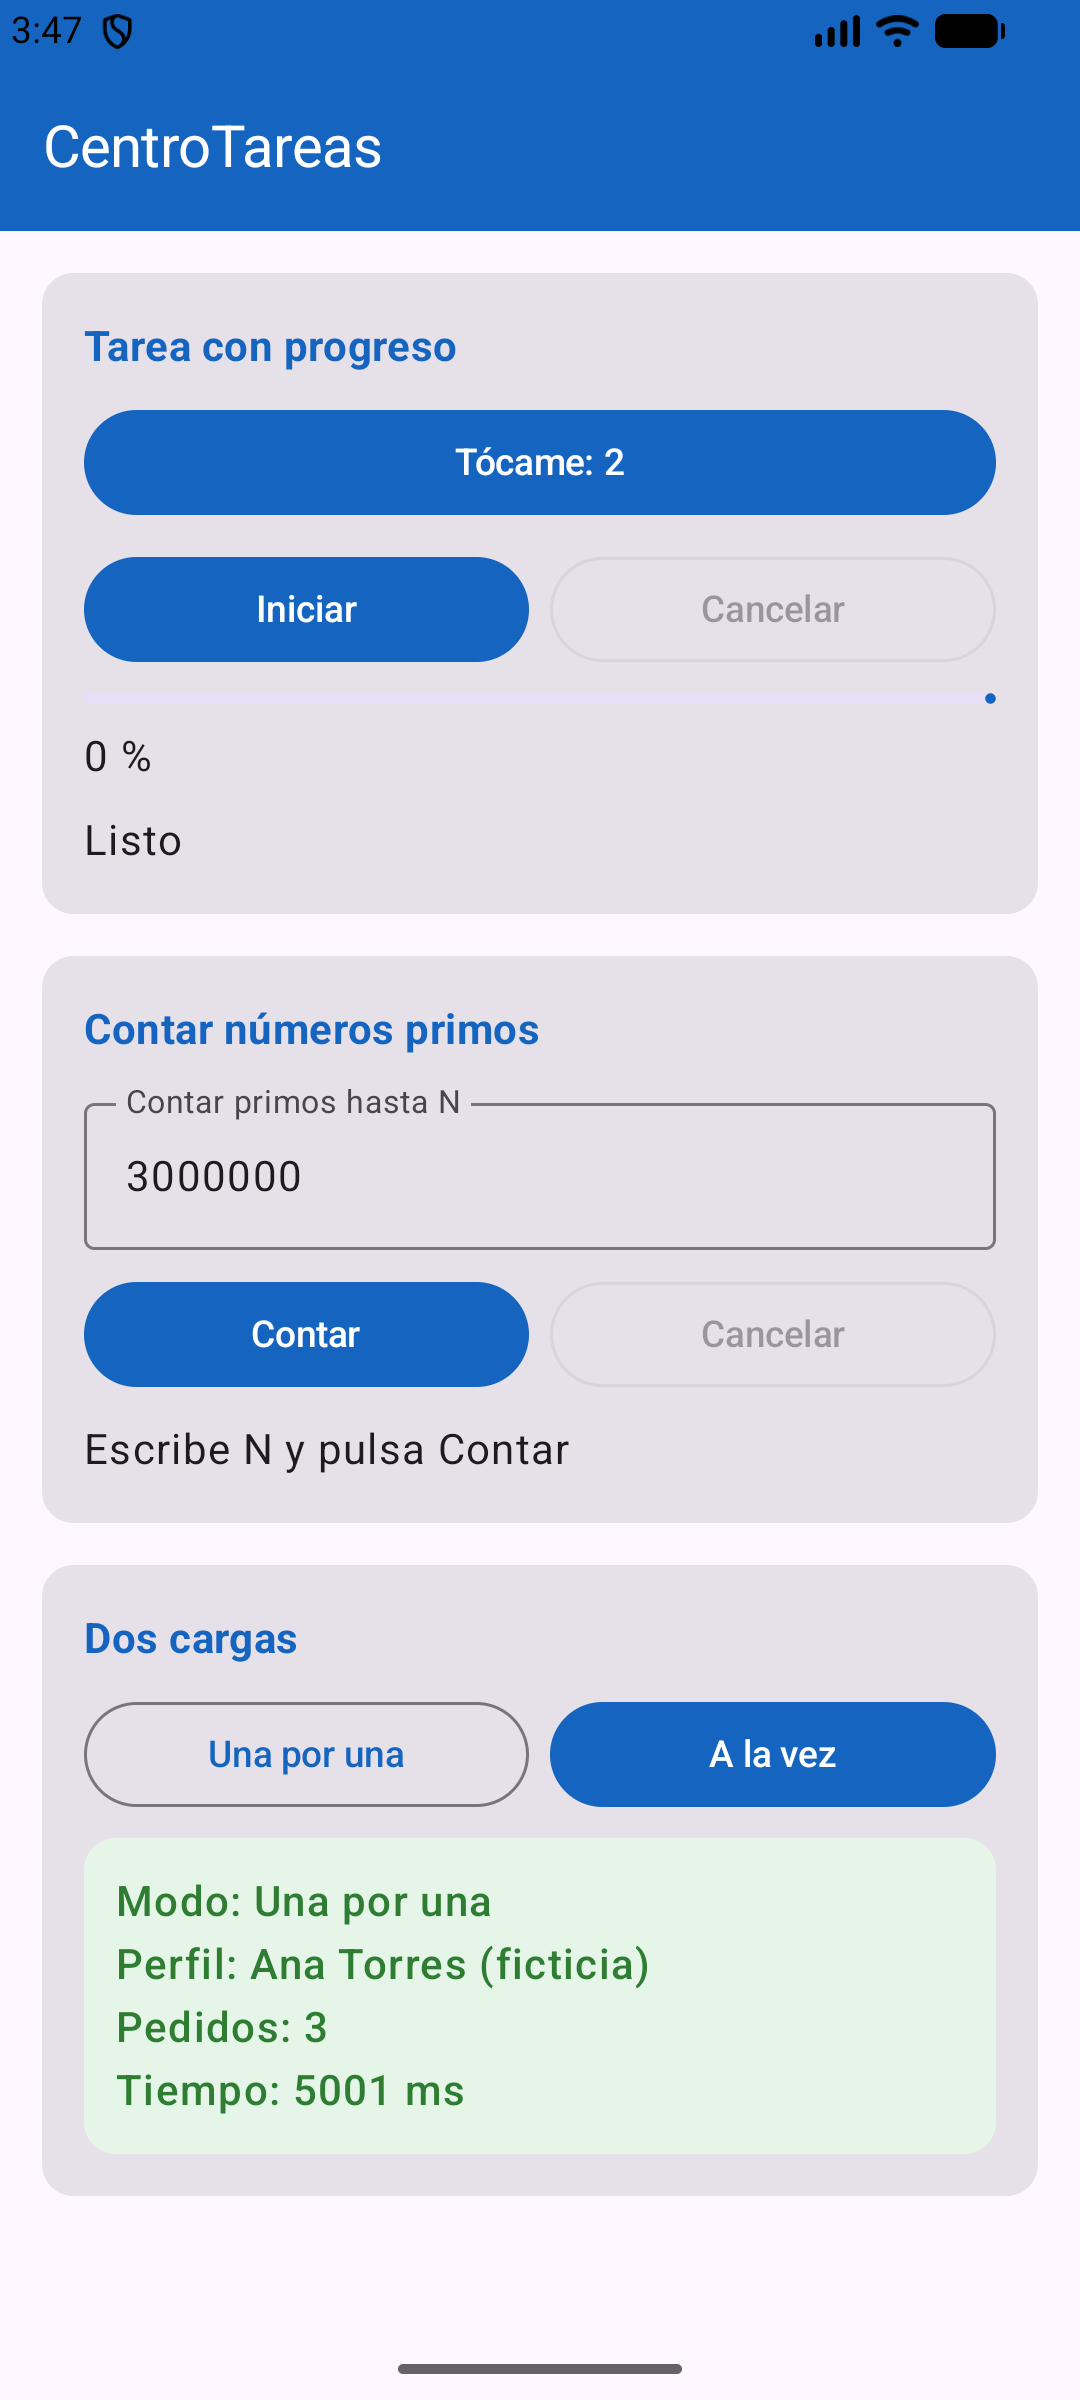 3:47
CentroTareas
Tarea con progreso
Tócame: 2
Iniciar
Cancelar
0 %
Listo
Contar números primos
Contar primos hasta N
3000000
Contar
Cancelar
Escribe N y pulsa Contar
Dos cargas
Una por una
A la vez
Modo: Una por una
Perfil: Ana Torres (ficticia)
Pedidos: 3
Tiempo: 5001 ms